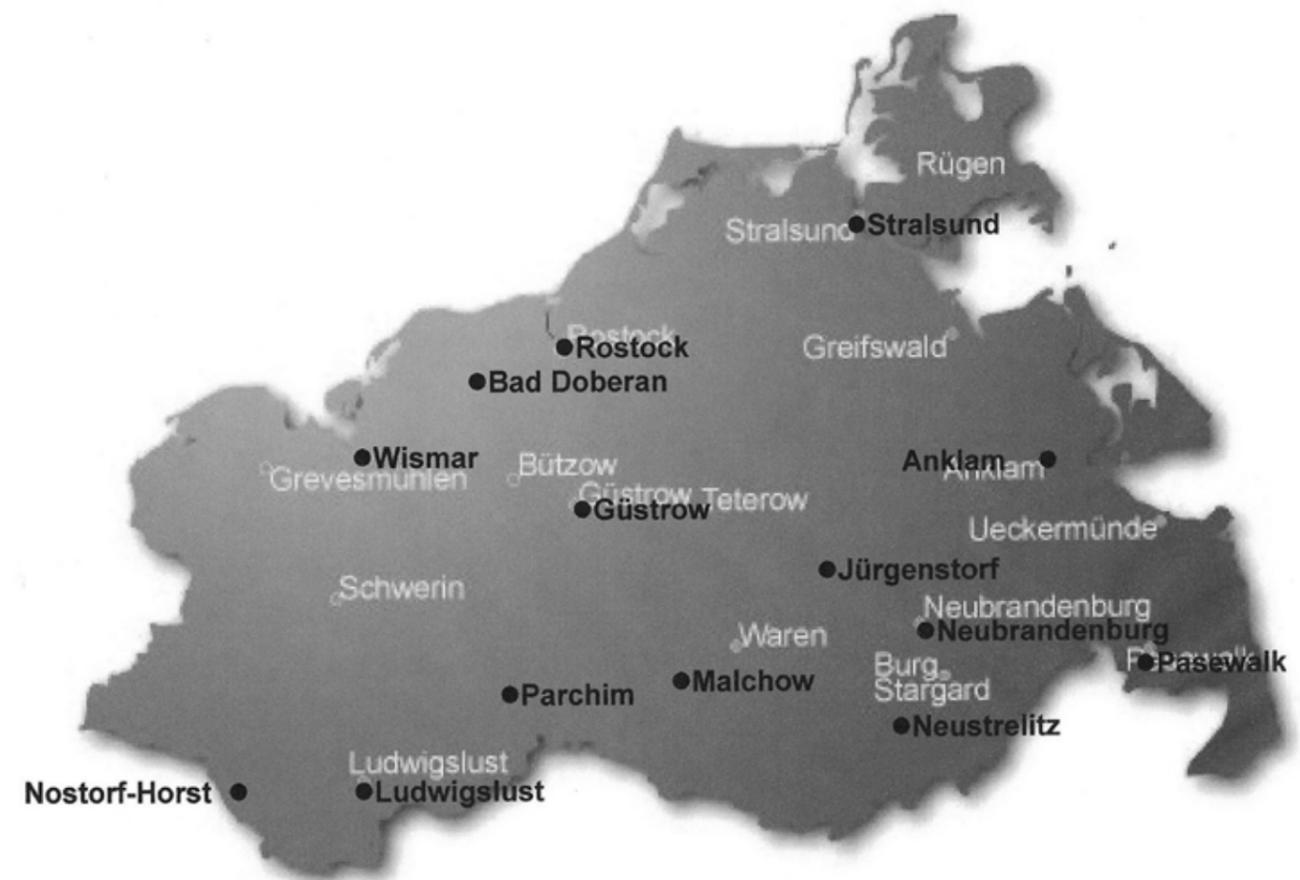 Rügen
Stralsund
Stralsund
Rostock
Rostock
Greifswald
Bad Doberan
Wismar
Grevesmühlen
Bützow
Anklam
Anklam
Güstrow
Teterow
Güstrow
Ueckermünde
Jürgenstorf
Schwerin
Neubrandenburg
Neubrandenburg
Waren
Pasewalk
Pasewalk
Burg
Stargard
Malchow
Parchim
Neustrelitz
Ludwigslust
Nostorf-Horst
Ludwigslust